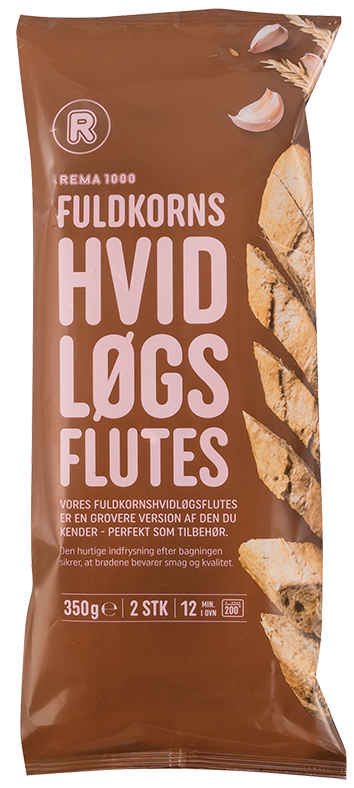 R
REMA 1000
FULDKORNS
HVID
LØGS
FLUTES
VORES FULDKORNSHVIDLØGSFLUTES
ER EN GROVERE VERSION AF DEN DU
KENDER - PERFEKT SOM TILBEHØR.
Den hurtige indfrysning efter bagningen
sikrer, at brødene bevarer smag og kvalitet.
350g℮ | 2 STK | 12 MIN. I OVN 200°